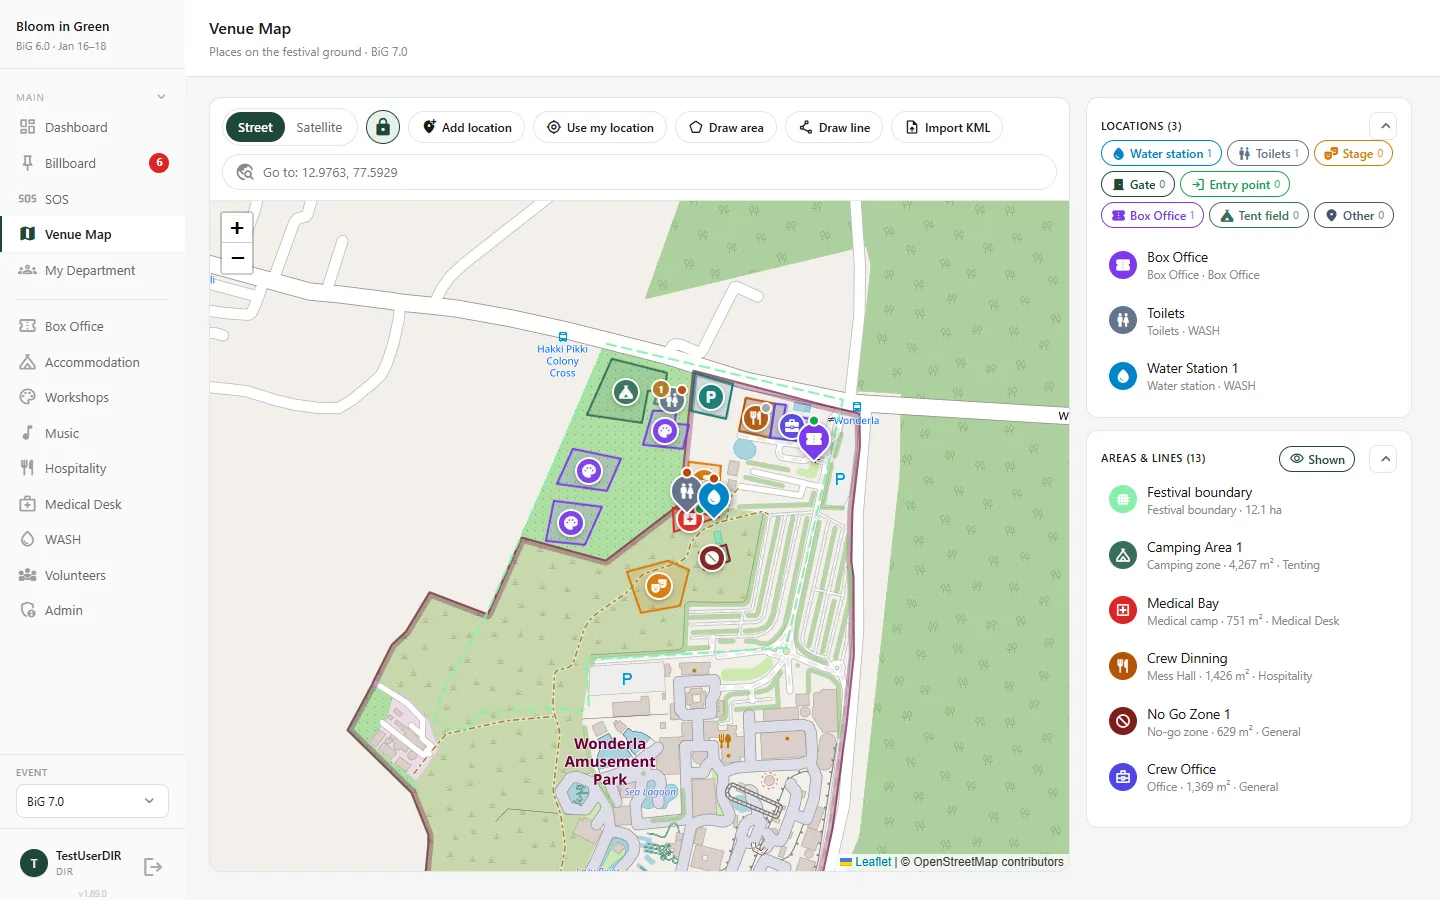 Bloom in Green
BiG 6.0 · Jan 16–18
MAIN
Dashboard
Billboard
6
SOS
SOS
Venue Map
My Department
Box Office
Accommodation
Workshops
Music
Hospitality
Medical Desk
WASH
Volunteers
Admin
EVENT
BiG 7.0
T
TestUserDIR
DIR
v1.69.0
Venue Map
Places on the festival ground · BiG 7.0
Street
Satellite
Add location
Use my location
Draw area
Draw line
Import KML
Go to: 12.9763, 77.5929
+
−
Hakki Pikki
Colony
Cross
1
P
Wonderla
W
P
P
Wonderla
Amusement
Park
Sea Lagoon
Leaflet | © OpenStreetMap contributors
LOCATIONS (3)
Water station 1
Toilets 1
Stage 0
Gate 0
Entry point 0
Box Office 1
Tent field 0
Other 0
Box Office
Box Office · Box Office
Toilets
Toilets · WASH
Water Station 1
Water station · WASH
AREAS & LINES (13)
Shown
Festival boundary
Festival boundary · 12.1 ha
Camping Area 1
Camping zone · 4,267 m² · Tenting
Medical Bay
Medical camp · 751 m² · Medical Desk
Crew Dinning
Mess Hall · 1,426 m² · Hospitality
No Go Zone 1
No-go zone · 629 m² · General
Crew Office
Office · 1,369 m² · General